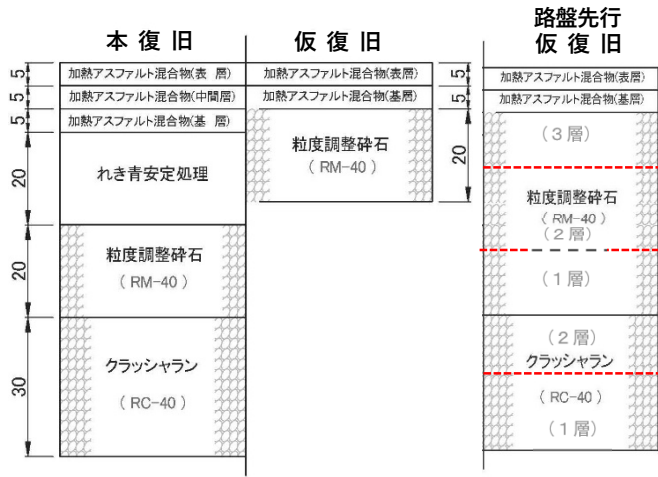 本復旧
5
加熱アスファルト混合物(表 層)
5
加熱アスファルト混合物(中間層)
5
加熱アスファルト混合物(基 層)
20
れき青安定処理
20
粒度調整砕石
(RM-40)
30
クラッシャラン
(RC-40)
仮復旧
加熱アスファルト混合物(表層)
加熱アスファルト混合物(基層)
粒度調整砕石
(RM-40)
5
5
20
路盤先行
仮復旧
加熱アスファルト混合物(表層)
加熱アスファルト混合物(基層)
(3層)
粒度調整砕石
(RM-40)
(2層)
(1層)
(2層)
クラッシャラン
(RC-40)
(1層)